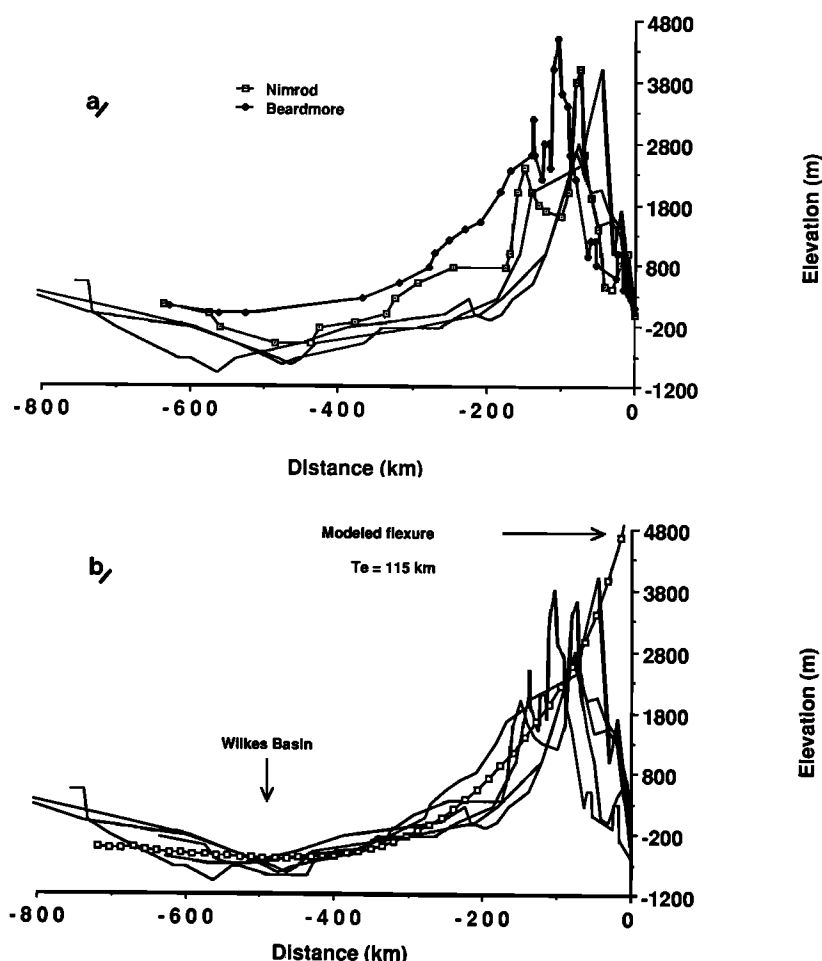 4800
a/
Nimrod
Beardmore
3800
2800
1800
800
-200
-1200
Elevation (m)
-800 -600 -400 -200 0
Distance (km)
Modeled flexure
4800
b/
Te = 115 km
3800
2800
1800
Wilkes Basin
800
-200
-1200
Elevation (m)
-800 -600 -400 -200 0
Distance (km)